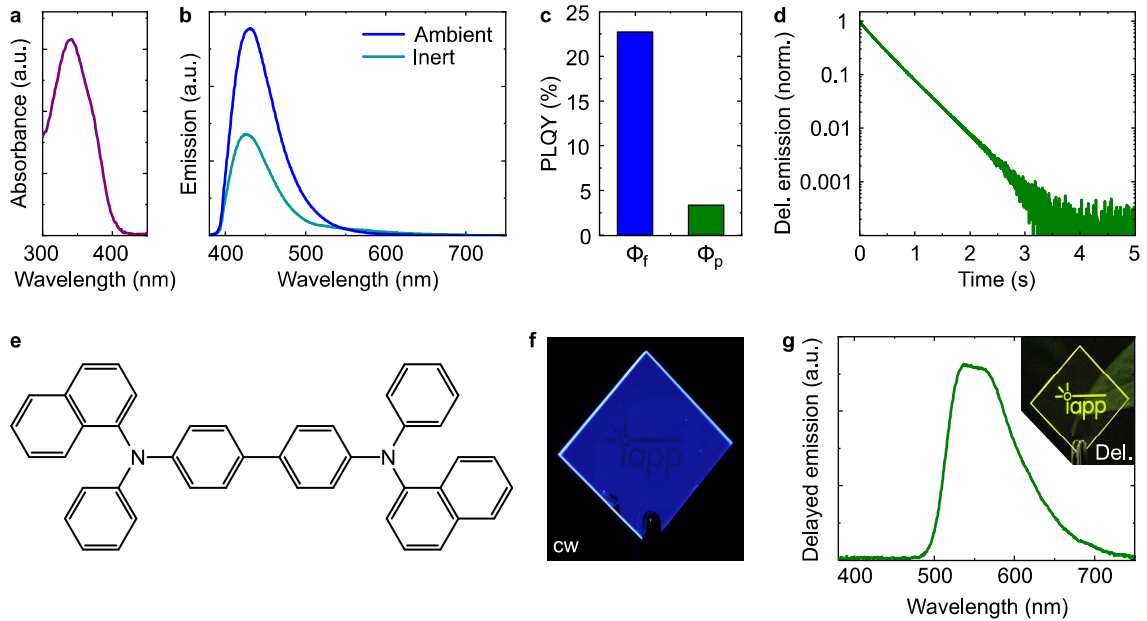 a
Absorbance (a.u.)
300
400
Wavelength (nm)
b
Emission (a.u.)
Ambient
Inert
400
500
600
700
Wavelength (nm)
c
PLQY (%)
25
20
15
10
5
0
Φf
Φp
d
Del. emission (norm.)
1
0.1
0.01
0.001
0
1
2
3
4
5
Time (s)
e
N
N
f
iapp
cw
g
Delayed emission (a.u.)
iapp
Del.
400
500
600
700
Wavelength (nm)